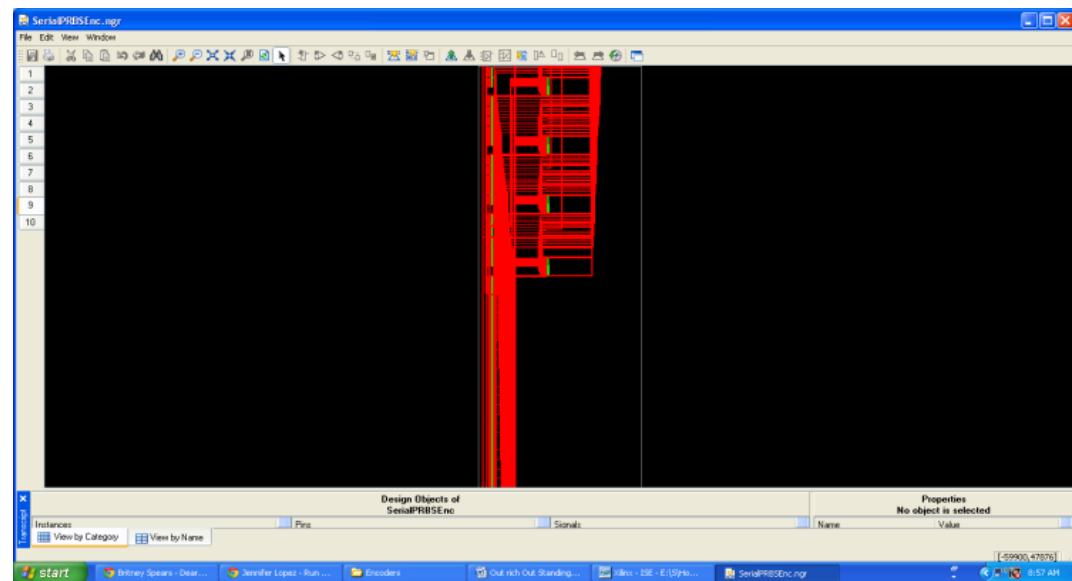 SerialPRBSEnc.ngr
File Edit View Window
1
2
3
4
5
6
7
8
9
10
Design Objects of
SerialPRBSEnc
Properties
No object is selected
Instances Pins Signals Name Value
Transcript
View by Category View by Name
[-59900,47876]
start Britney Spears - Dear... Jennifer Lopez - Run ... Encoders Out rich Out Standing... Xilinx - ISE - E:\SjHo... SerialPRBSEnc.ngr 8:57 AM